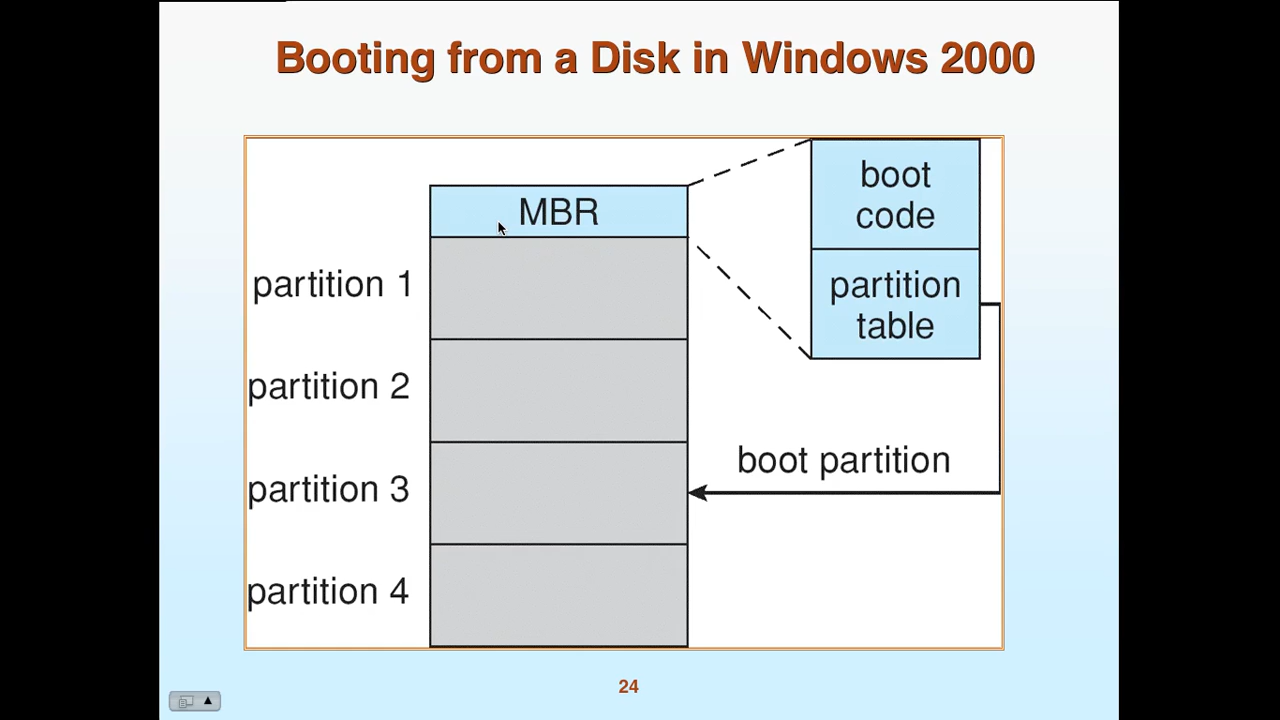 Booting from a Disk in Windows 2000
MBR
boot
code
partition
table
partition 1
partition 2
partition 3
partition 4
boot partition
24